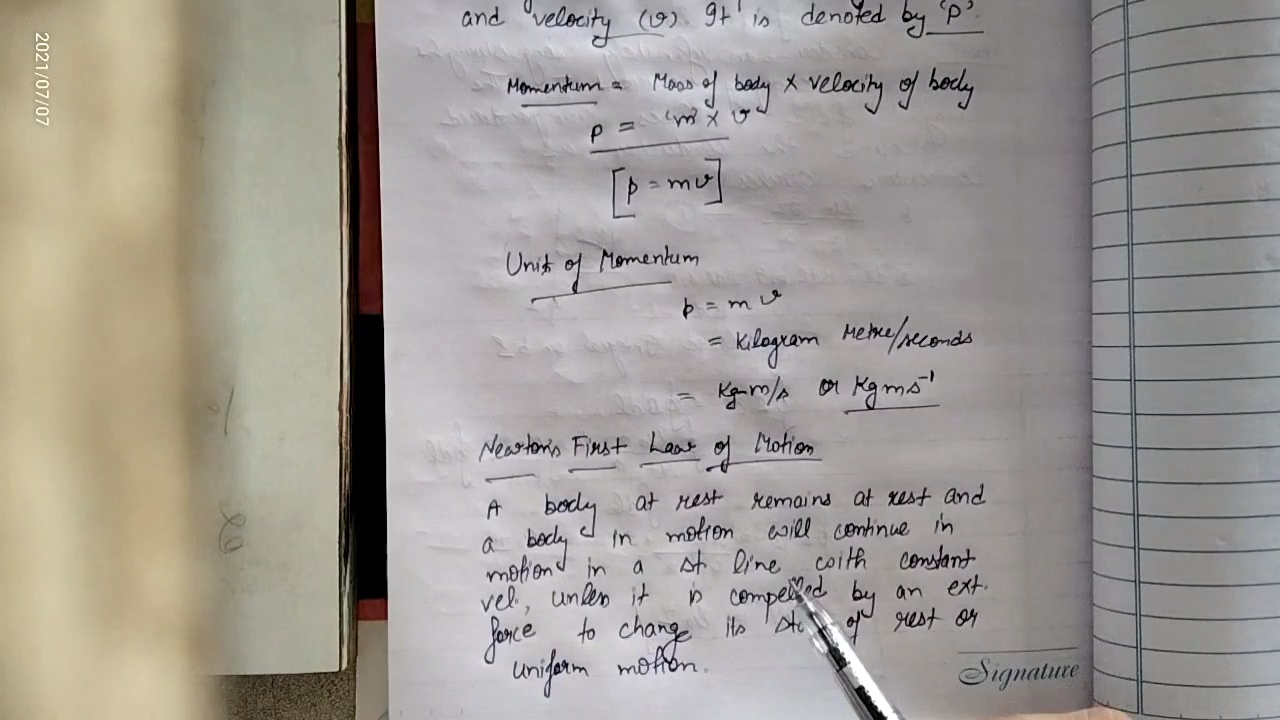 2021/07/07
and velocity (v). It is denoted by 'P'
Momentum = Mass of body × velocity of body
P = 'm' × v
[p = mv]
Unit of Momentum
p = mv
= Kilogram Metre/seconds
= Kg-m/s or Kgms⁻¹
Newton's First Law of Motion
A body at rest remains at rest and
a body in motion will continue in
motion in a st line with constant
vel., unless it is compelled by an ext.
force to change its of rest or
uniform motion.
Signature